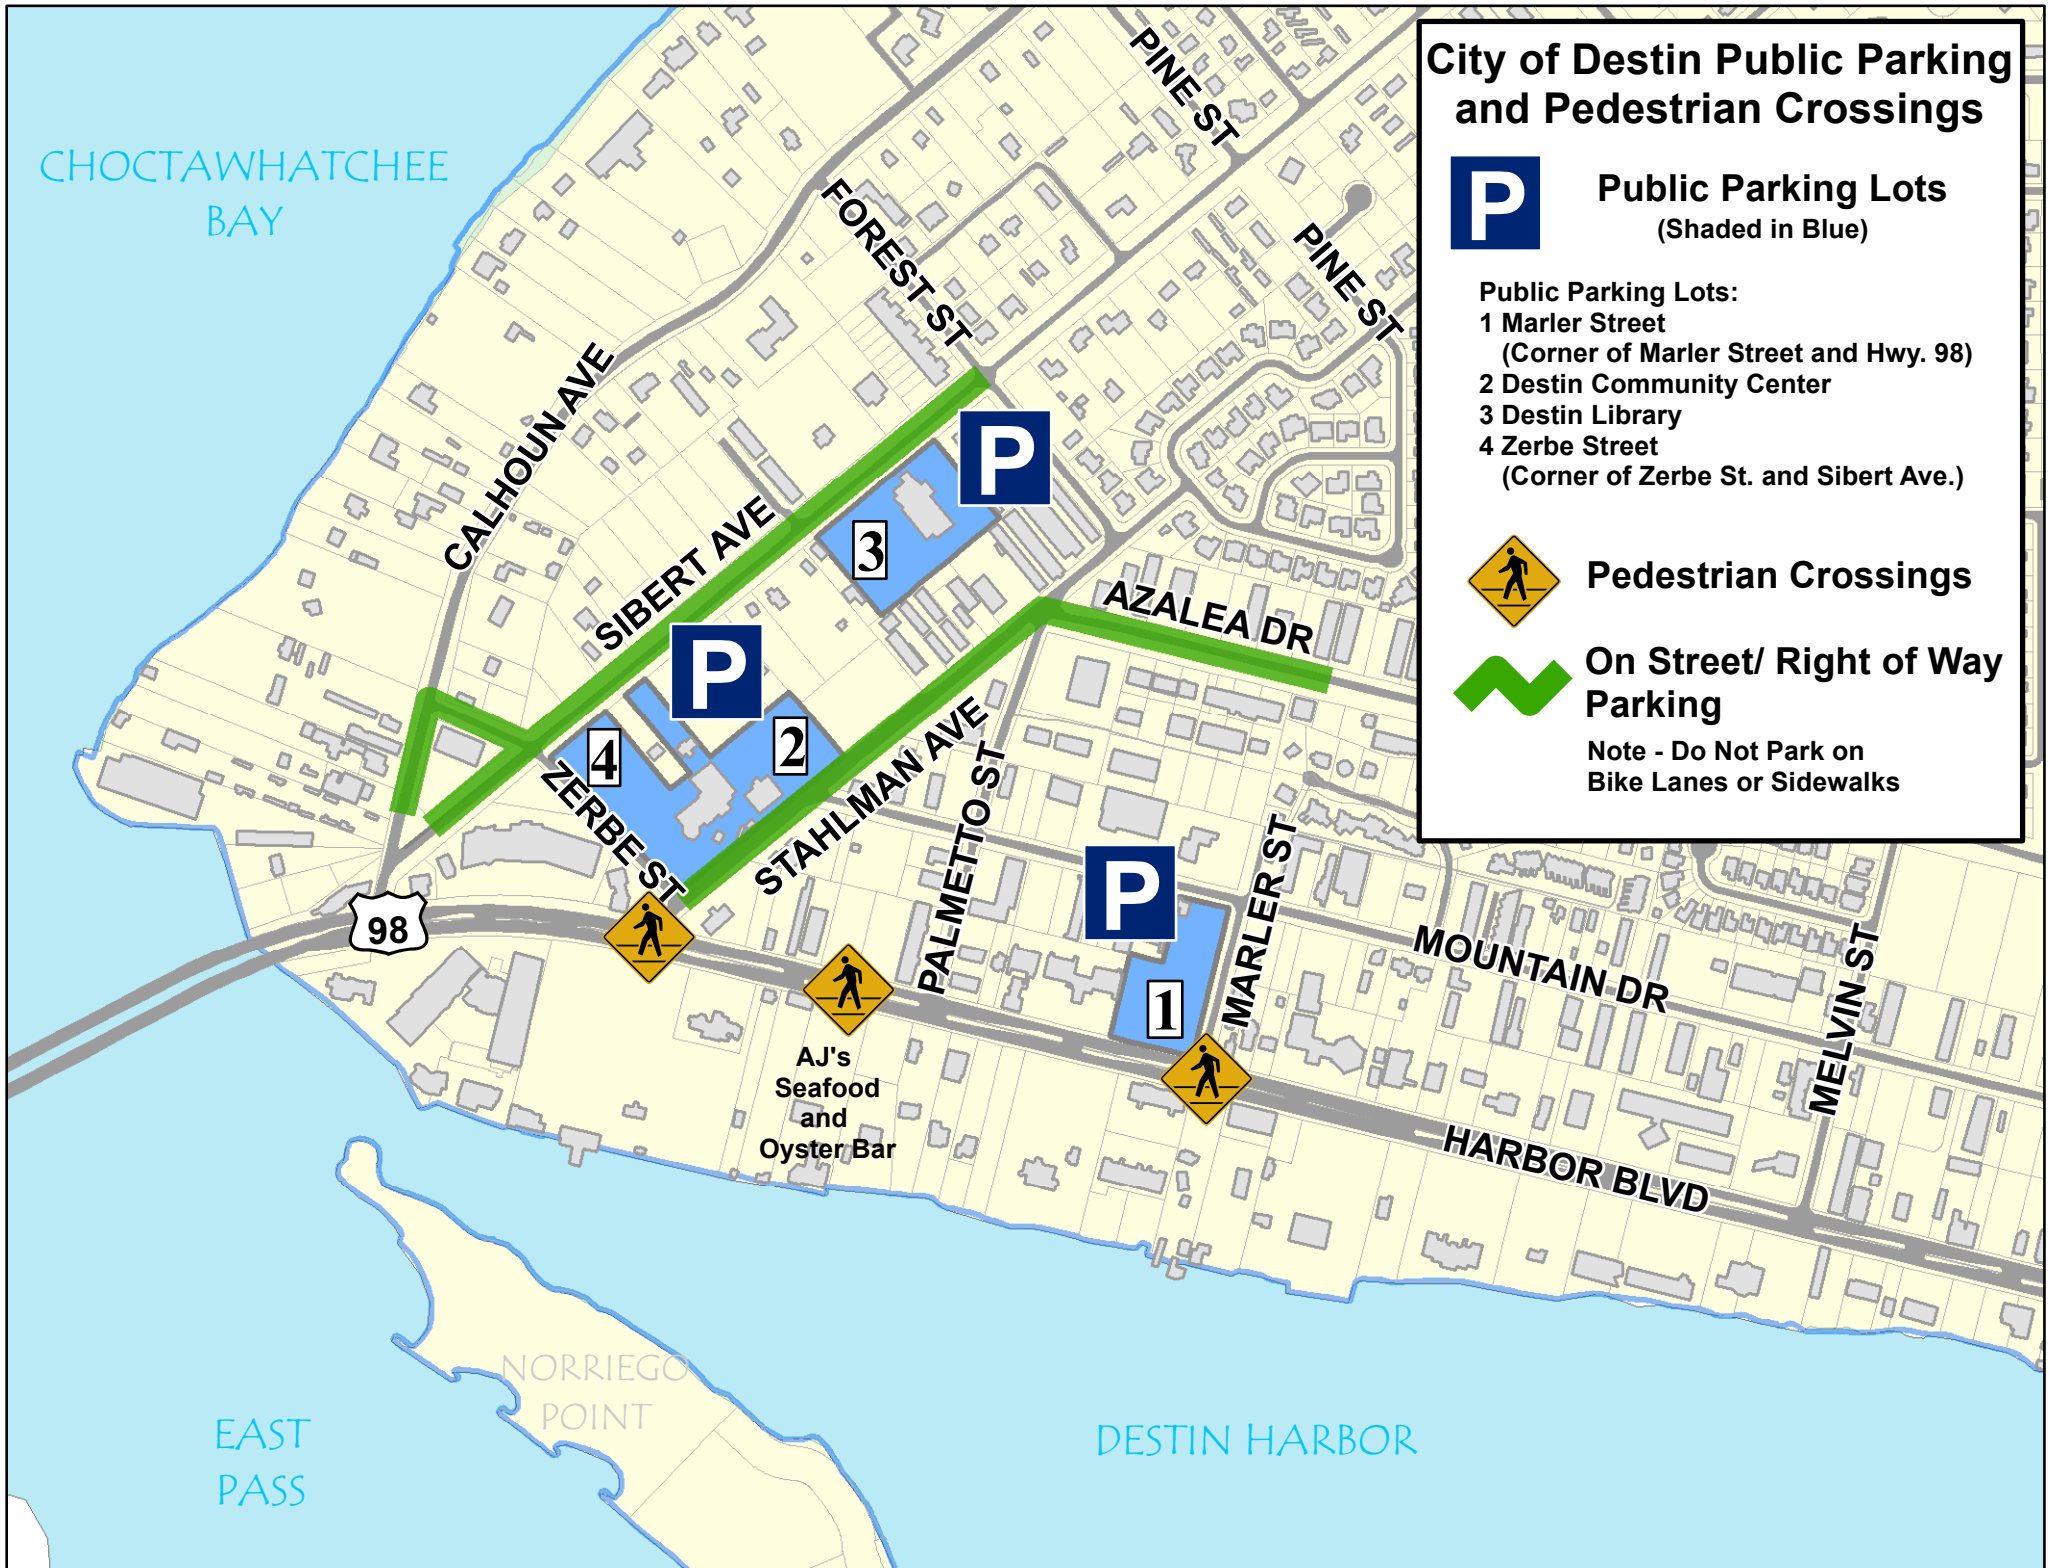 City of Destin Public Parking
and Pedestrian Crossings
P
Public Parking Lots
(Shaded in Blue)
Public Parking Lots:
1 Marler Street
(Corner of Marler Street and Hwy. 98)
2 Destin Community Center
3 Destin Library
4 Zerbe Street
(Corner of Zerbe St. and Sibert Ave.)
Pedestrian Crossings
On Street/ Right of Way
Parking
Note - Do Not Park on
Bike Lanes or Sidewalks
CHOCTAWHATCHEE
BAY
PINE ST
FOREST ST
PINE ST
CALHOUN AVE
P
SIBERT AVE
3
AZALEA DR
P
4
2
ZERBE ST
STAHLMAN AVE
PALMETTO ST
MARLER ST
P
98
MOUNTAIN DR
MELVIN ST
1
AJ's
Seafood
and
Oyster Bar
HARBOR BLVD
NORRIEGO
POINT
EAST
PASS
DESTIN HARBOR